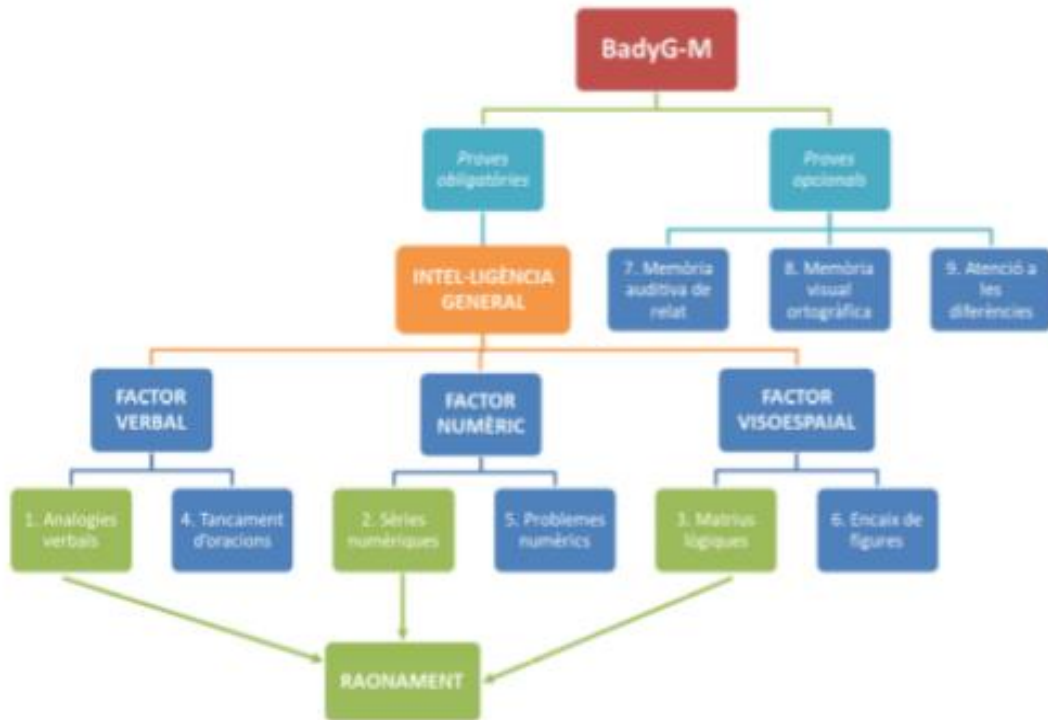 BadyG-M
Proves
obligatòries
Proves
opcionals
INTEL·LIGÈNCIA
GENERAL
7. Memòria
auditiva de
relat
8. Memòria
visual
ortogràfica
9. Atenció a
les
diferències
FACTOR
VERBAL
FACTOR
NUMÈRIC
FACTOR
VISOESPAIAL
1. Analogies
verbals
4. Tancament
d'oracions
2. Sèries
numèriques
5. Problemes
numèrics
3. Matrius
lògiques
6. Encaix de
figures
RAONAMENT